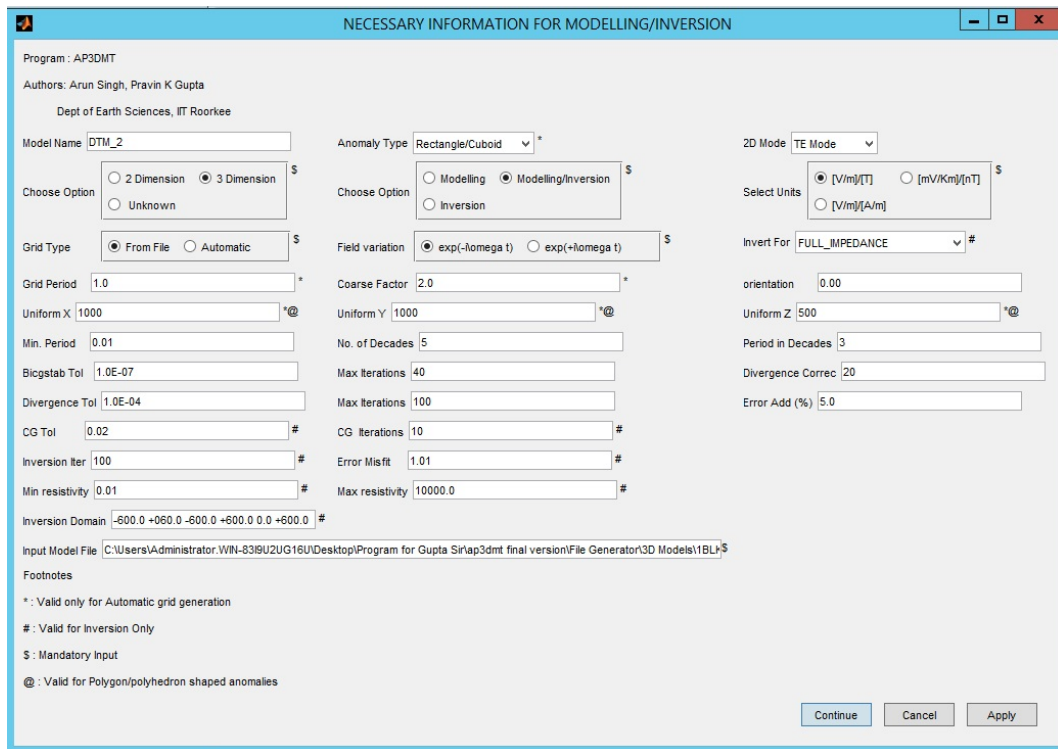 NECESSARY INFORMATION FOR MODELLING/INVERSION
Program : AP3DMT
Authors: Arun Singh, Pravin K Gupta
Dept of Earth Sciences, IIT Roorkee
Model Name DTM_2 Anomaly Type Rectangle/Cuboid * 2D Mode TE Mode
Choose Option 2 Dimension 3 Dimension Unknown $ Choose Option Modelling Modelling/Inversion Inversion $ Select Units [V/m]/[T] [mV/Km]/[nT] [V/m]/[A/m] $
Grid Type From File Automatic $ Field variation exp(-i\omega t) exp(+i\omega t) $ Invert For FULL_IMPEDANCE #
Grid Period 1.0 * Coarse Factor 2.0 * orientation 0.00
Uniform X 1000 *@ Uniform Y 1000 *@ Uniform Z 500 *@
Min. Period 0.01 No. of Decades 5 Period in Decades 3
Bicgstab Tol 1.0E-07 Max Iterations 40 Divergence Correc 20
Divergence Tol 1.0E-04 Max Iterations 100 Error Add (%) 5.0
CG Tol 0.02 # CG Iterations 10 #
Inversion Iter 100 # Error Misfit 1.01 #
Min resistivity 0.01 # Max resistivity 10000.0 #
Inversion Domain -600.0 +060.0 -600.0 +600.0 0.0 +600.0 #
Input Model File C:\Users\Administrator.WIN-83I9U2UG16U\Desktop\Program for Gupta Sir\ap3dmt final version\File Generator\3D Models\1BL $
Footnotes
* : Valid only for Automatic grid generation
# : Valid for Inversion Only
$ : Mandatory Input
@ : Valid for Polygon/polyhedron shaped anomalies
Continue Cancel Apply